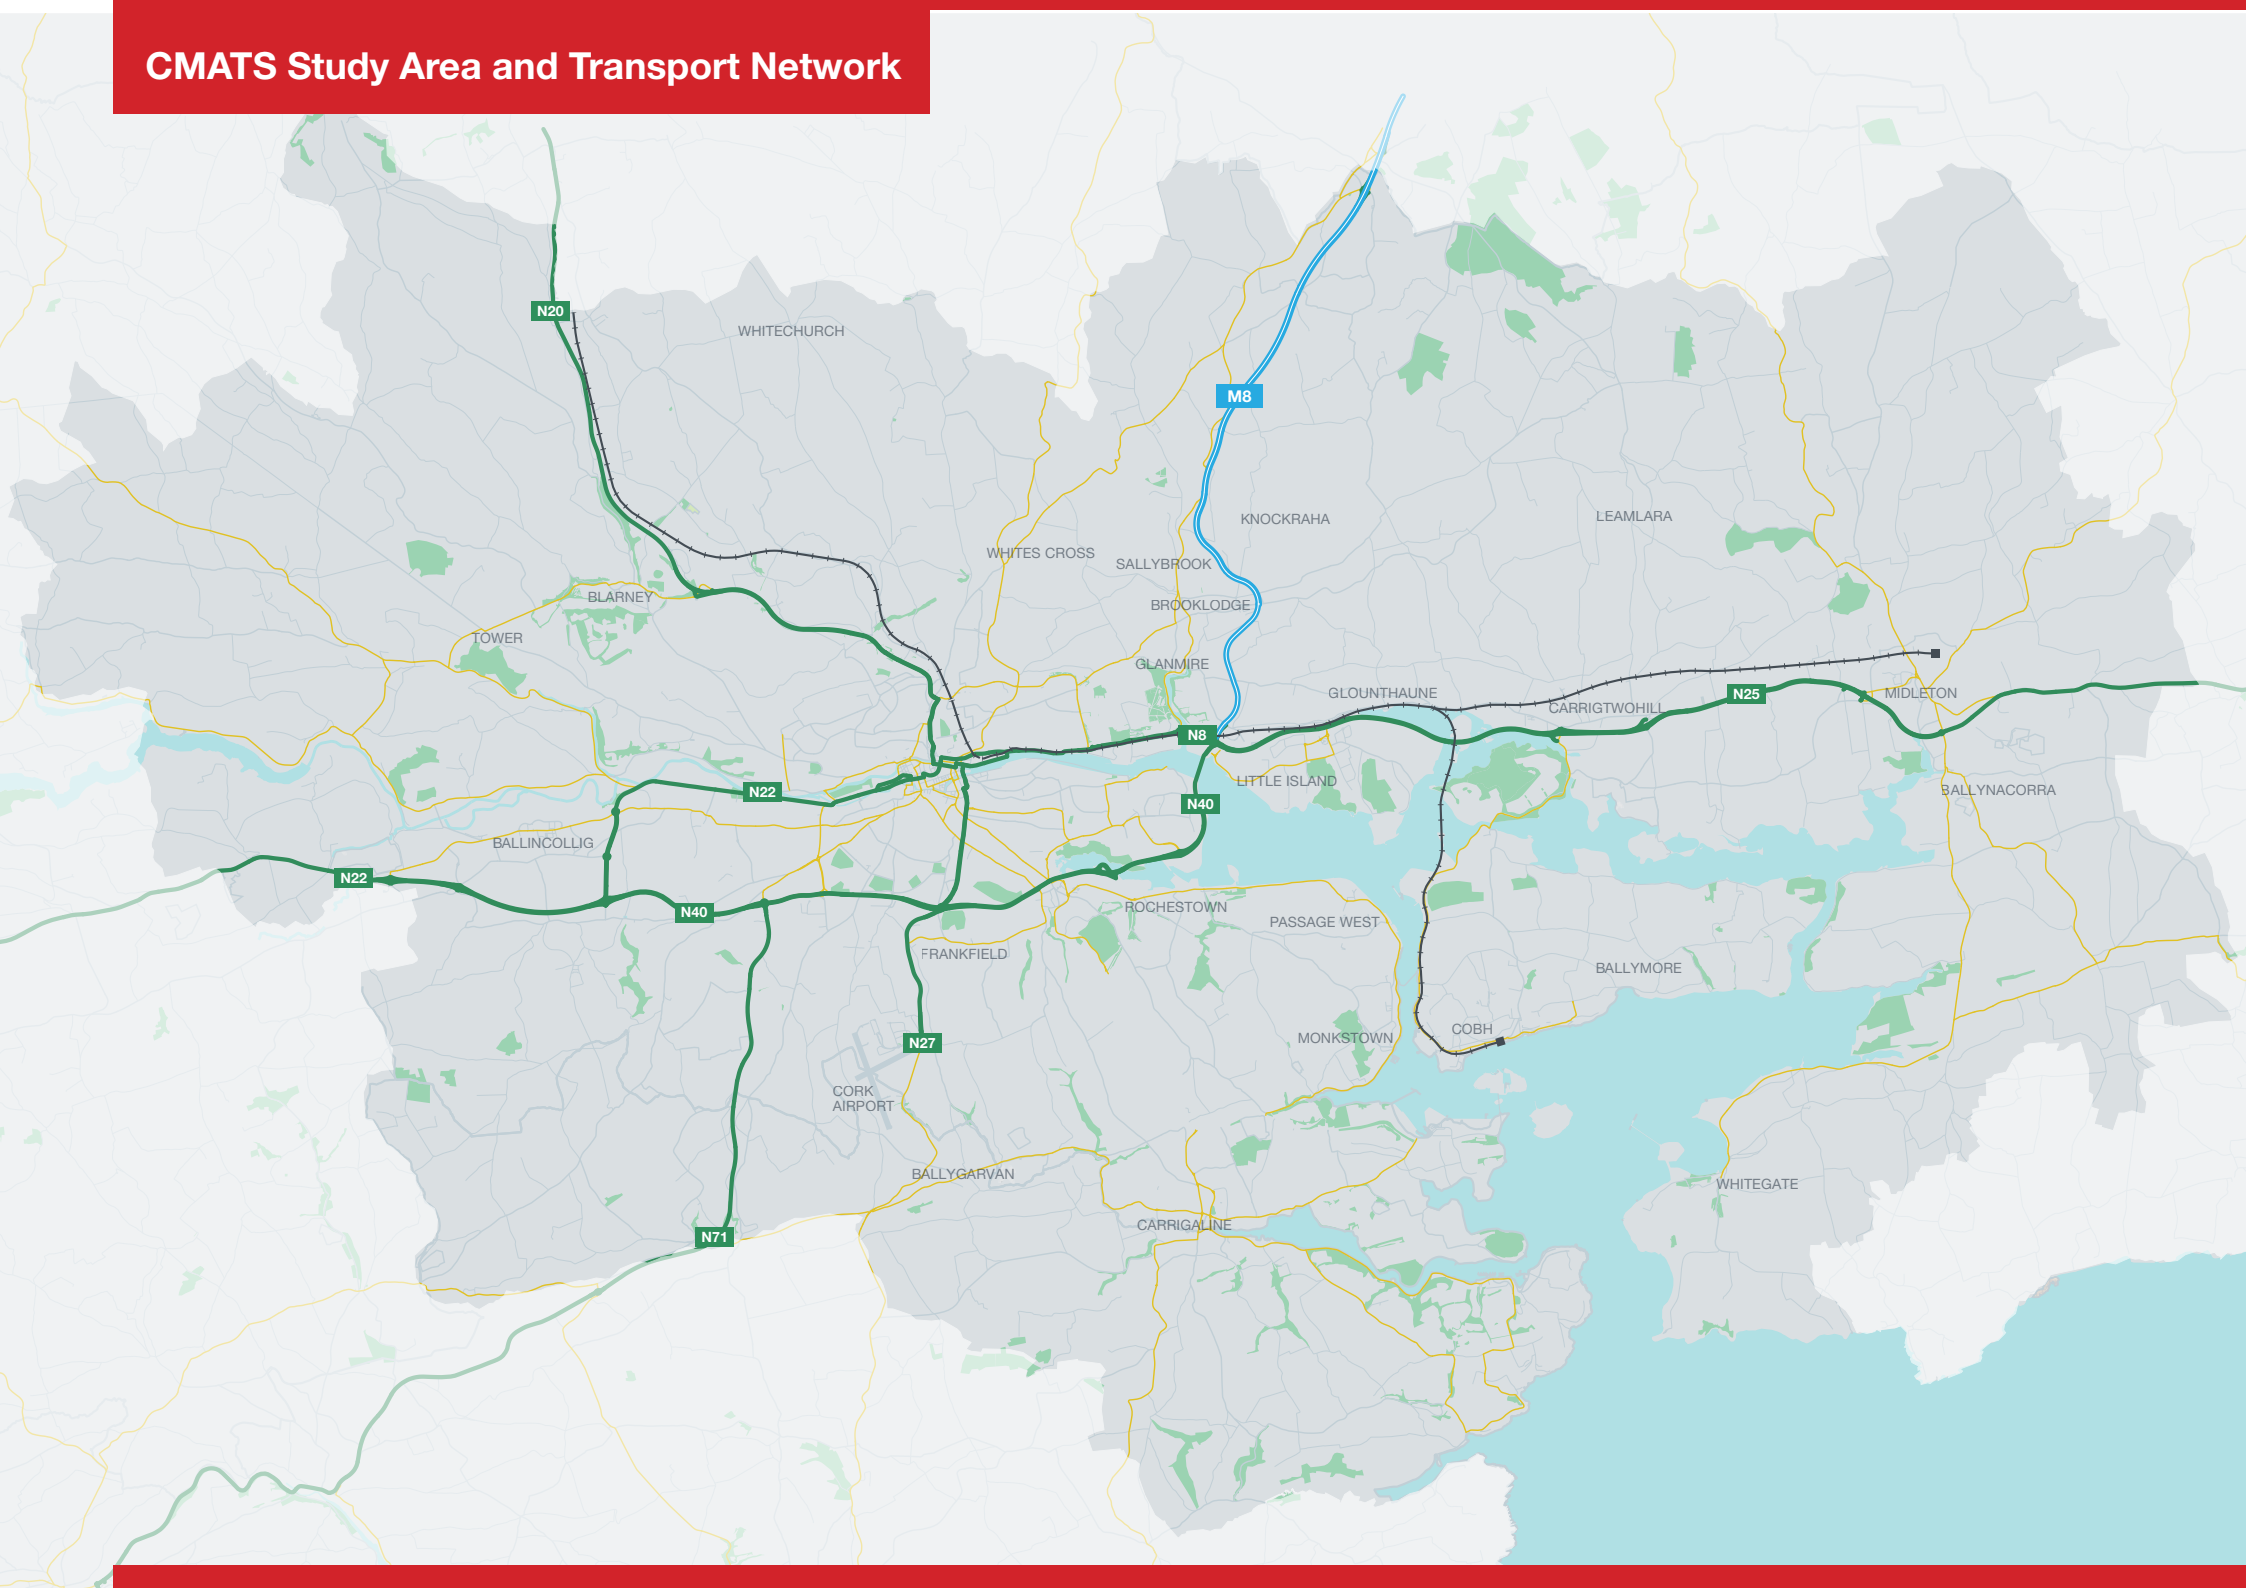 CMATS Study Area and Transport Network
N20
WHITECHURCH
M8
KNOCKRAHA
LEAMLARA
WHITES CROSS
SALLYBROOK
BLARNEY
BROOKLODGE
TOWER
GLANMIRE
GLOUNTHAUNE
N25
MIDLETON
CARRIGTWOHILL
N8
LITTLE ISLAND
N22
BALLYNACORRA
N40
BALLINCOLLIG
N22
N40
ROCHESTOWN
PASSAGE WEST
FRANKFIELD
BALLYMORE
COBH
MONKSTOWN
N27
CORK
AIRPORT
BALLYGARVAN
WHITEGATE
CARRIGALINE
N71